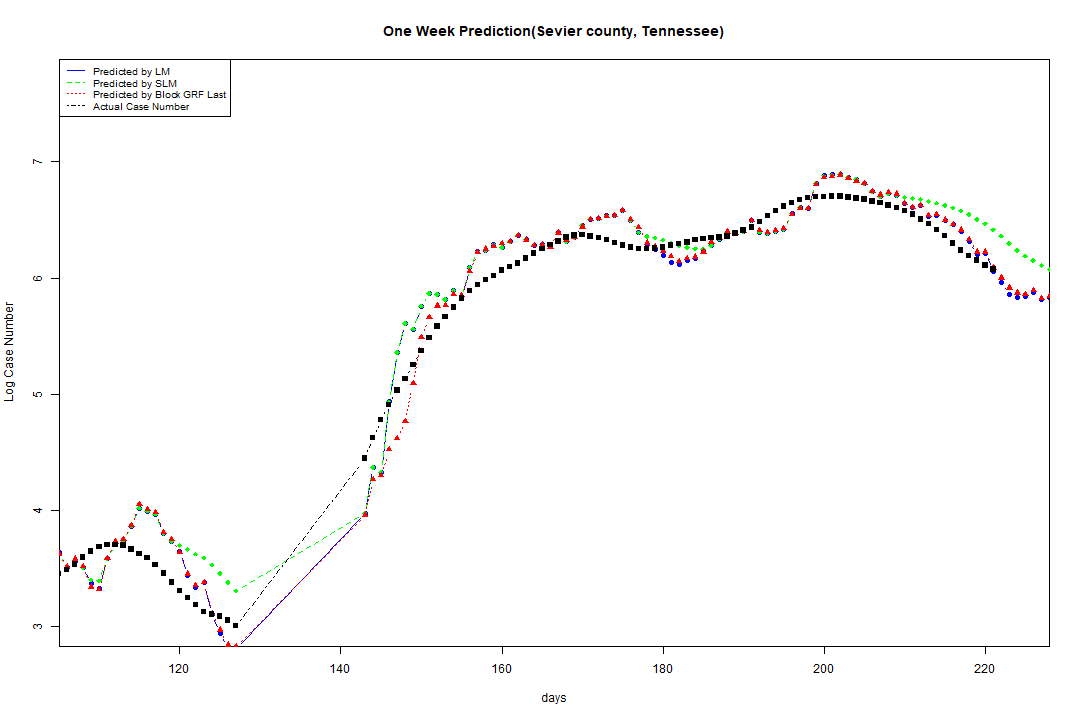 One Week Prediction(Sevier county, Tennessee)
Predicted by LM
Predicted by SLM
Predicted by Block GRF Last
Actual Case Number
7
6
5
4
3
Log Case Number
120 140 160 180 200 220
days